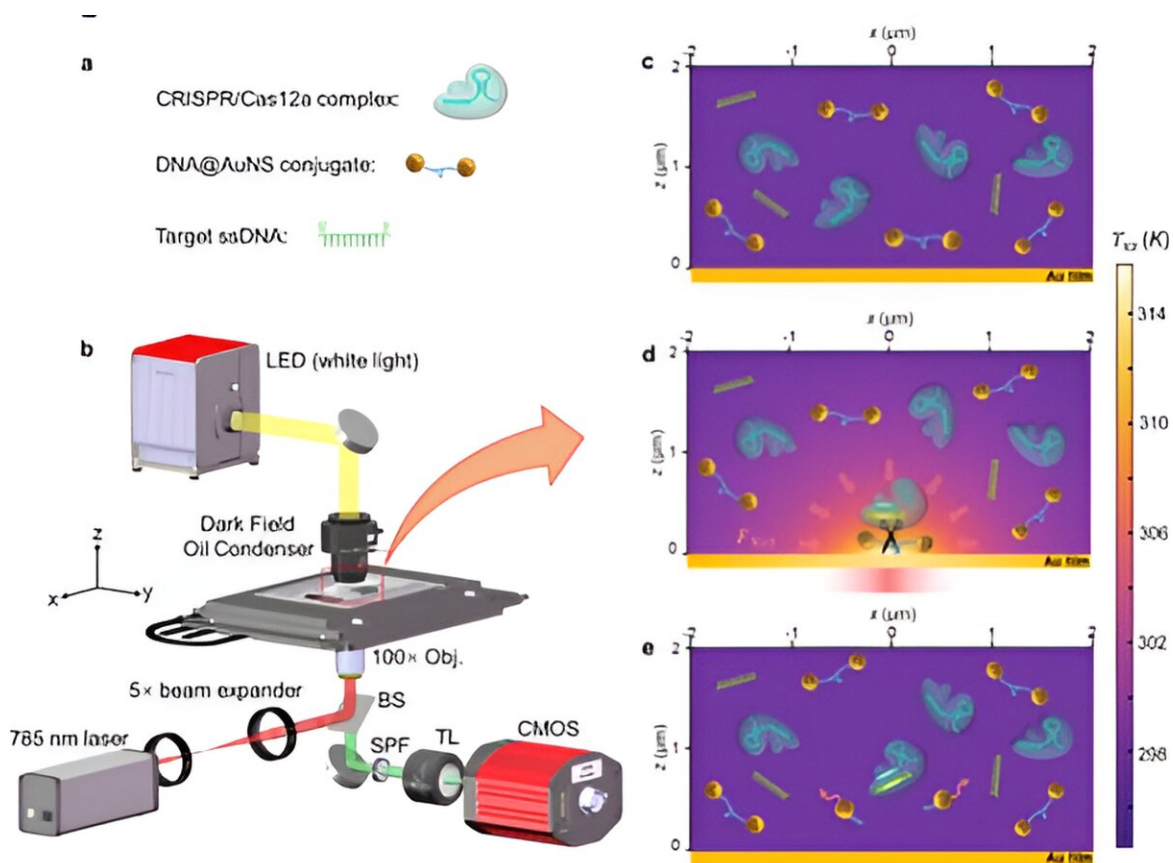 a
CRISPR/Cas12a complex:
DNA@AuNS conjugate:
Target ssDNA:
b
LED (white light)
Dark Field
Oil Condenser
z
x
y
100× Obj.
5× beam expander
BS
785 nm laser
SPF
TL
CMOS
c
x (μm)
-2 -1 0 1 2
z (μm)
2
1
0
Au film
d
x (μm)
-2 -1 0 1 2
z (μm)
2
1
0
Au film
e
x (μm)
-2 -1 0 1 2
z (μm)
2
1
0
(K)
314
310
306
302
298